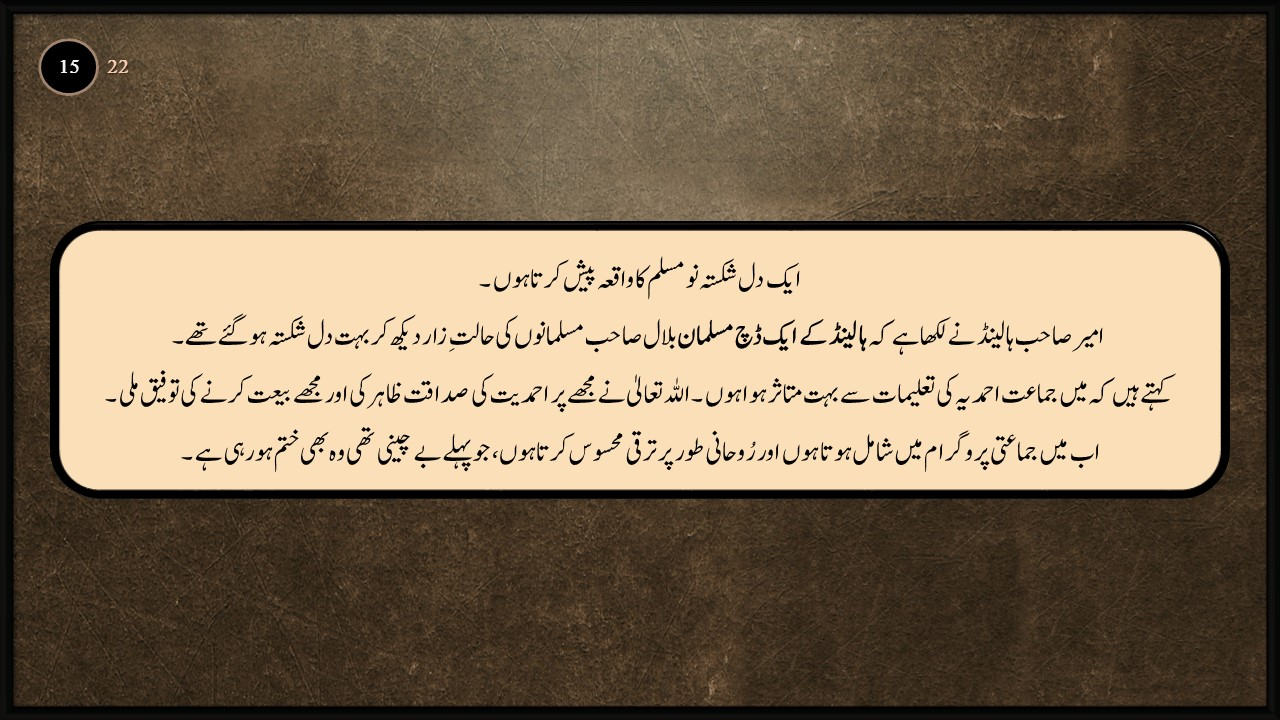 15 22
ایک دل شکستہ نو مسلم کا واقعہ پیش کرتا ہوں۔
امیر صاحب ہالینڈ نے لکھا ہے کہ ہالینڈ کے ایک ڈچ مسلمان بلال صاحب مسلمانوں کی حالتِ زار دیکھ کر بہت دل شکستہ ہو گئے تھے۔
کہتے ہیں کہ میں جماعت احمدیہ کی تعلیمات سے بہت متاثر ہوا ہوں۔ اللہ تعالیٰ نے مجھے پر احمدیت کی صداقت ظاہر کی اور مجھے بیعت کرنے کی توفیق ملی۔
اب میں جماعتی پروگرام میں شامل ہوتا ہوں اور رُوحانی طور پر ترقی محسوس کرتا ہوں، جو پہلے بے چینی تھی وہ بھی ختم ہو رہی ہے۔